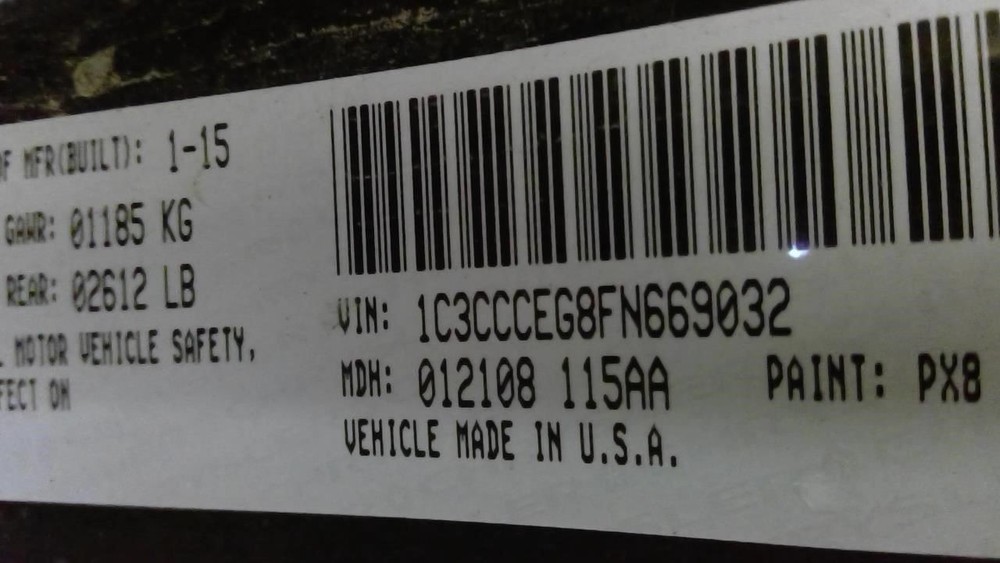 OF MFR(BUILT): 1-15
GAWR: 01185 KG
REAR: 02612 LB
L MOTOR VEHICLE SAFETY,
FECT ON
VIN: 1C3CCCEG8FN669032
MDH: 012108 115AA PAINT: PX8
VEHICLE MADE IN U.S.A.